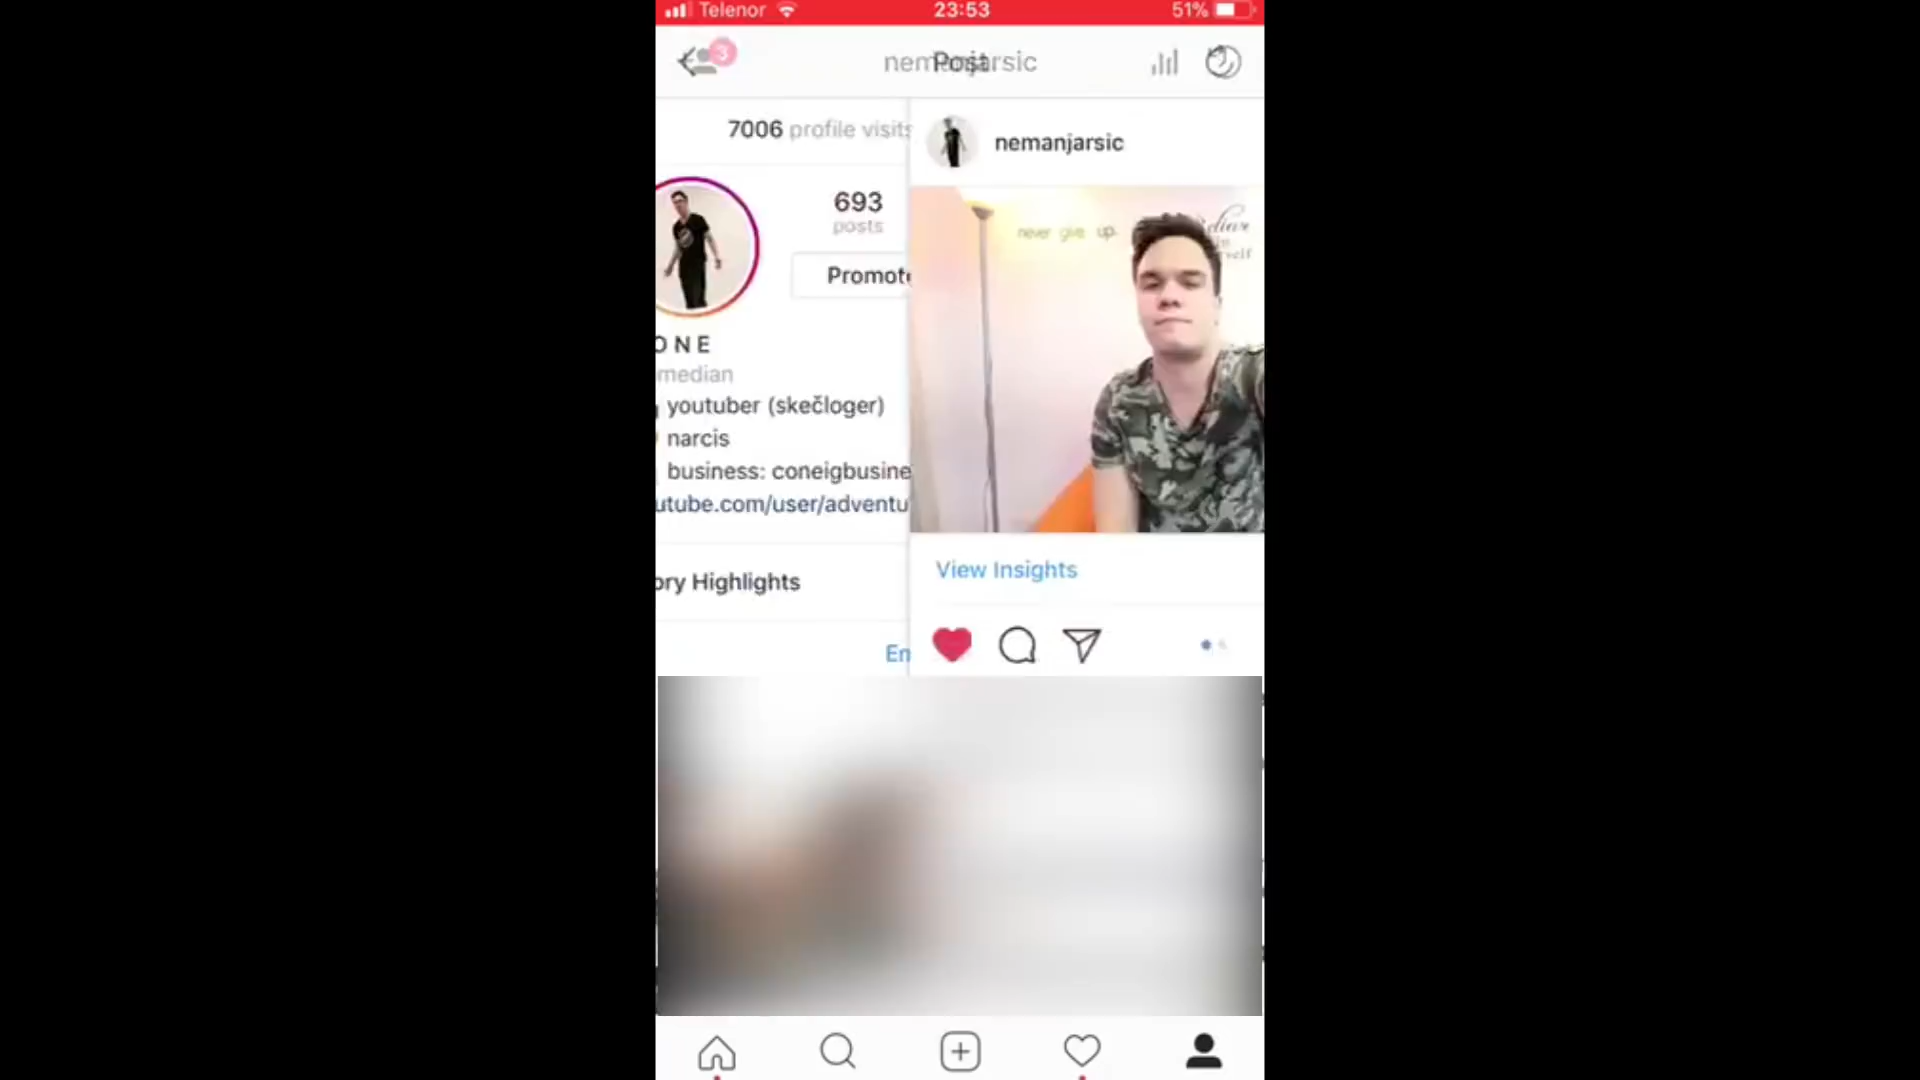 Telenor
23:53
51%
3
nemanjarsic
Post
7006 profile visits
693
posts
Promote
O N E
median
youtuber (skečloger)
narcis
business: coneigbusine
utube.com/user/adventu
ory Highlights
En
nemanjarsic
never give up.
View Insights